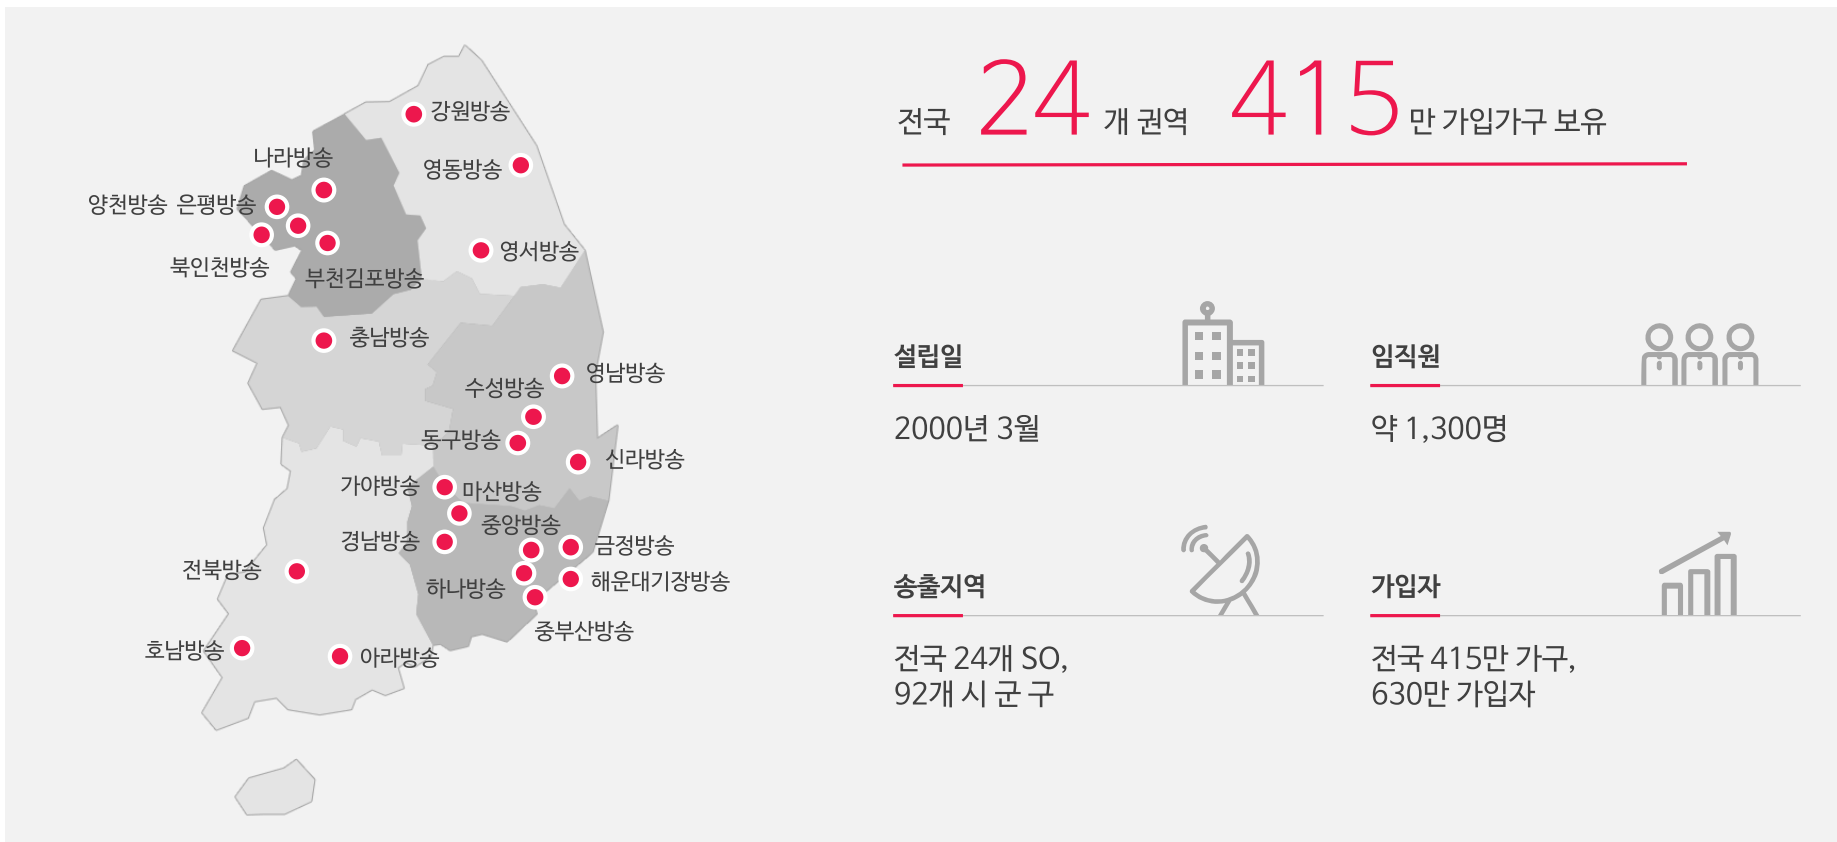 강원방송
나라방송
영동방송
양천방송 은평방송
영서방송
북인천방송
부천김포방송
충남방송
영남방송
수성방송
동구방송
신라방송
가야방송
마산방송
중앙방송
경남방송
금정방송
전북방송
하나방송
해운대기장방송
중부산방송
호남방송
아라방송
전국 24 개 권역 415 만 가입가구 보유
설립일
2000년 3월
임직원
약 1,300명
송출지역
전국 24개 SO,
92개 시 군 구
가입자
전국 415만 가구,
630만 가입자